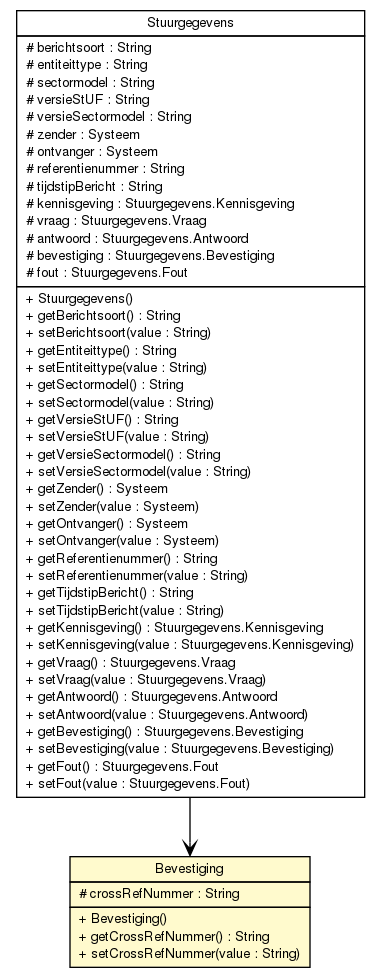 Stuurgegevens
# berichtsoort : String
# entiteittype : String
# sectormodel : String
# versieStUF : String
# versieSectormodel : String
# zender : Systeem
# ontvanger : Systeem
# referentienummer : String
# tijdstipBericht : String
# kennisgeving : Stuurgegevens.Kennisgeving
# vraag : Stuurgegevens.Vraag
# antwoord : Stuurgegevens.Antwoord
# bevestiging : Stuurgegevens.Bevestiging
# fout : Stuurgegevens.Fout
+ Stuurgegevens()
+ getBerichtsoort() : String
+ setBerichtsoort(value : String)
+ getEntiteittype() : String
+ setEntiteittype(value : String)
+ getSectormodel() : String
+ setSectormodel(value : String)
+ getVersieStUF() : String
+ setVersieStUF(value : String)
+ getVersieSectormodel() : String
+ setVersieSectormodel(value : String)
+ getZender() : Systeem
+ setZender(value : Systeem)
+ getOntvanger() : Systeem
+ setOntvanger(value : Systeem)
+ getReferentienummer() : String
+ setReferentienummer(value : String)
+ getTijdstipBericht() : String
+ setTijdstipBericht(value : String)
+ getKennisgeving() : Stuurgegevens.Kennisgeving
+ setKennisgeving(value : Stuurgegevens.Kennisgeving)
+ getVraag() : Stuurgegevens.Vraag
+ setVraag(value : Stuurgegevens.Vraag)
+ getAntwoord() : Stuurgegevens.Antwoord
+ setAntwoord(value : Stuurgegevens.Antwoord)
+ getBevestiging() : Stuurgegevens.Bevestiging
+ setBevestiging(value : Stuurgegevens.Bevestiging)
+ getFout() : Stuurgegevens.Fout
+ setFout(value : Stuurgegevens.Fout)
Bevestiging
# crossRefNummer : String
+ Bevestiging()
+ getCrossRefNummer() : String
+ setCrossRefNummer(value : String)